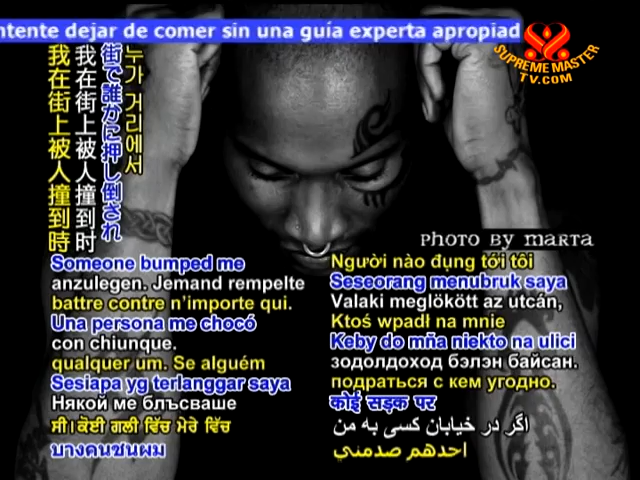 ntente dejar de comer sin una guía experta apropiad
SUPREME MASTER
TV.COM
我在街上被人撞到時
我在街上被人撞到时
街で誰かに押し倒され
누가 거리에서
PHOTO BY MARTA
Someone bumped me
anzulegen. Jemand rempelte
battre contre n'importe qui.
Una persona me chocó
con chiunque.
qualquer um. Se alguém
Sesiapa yg terlanggar saya
Някой ме блъсваше
ਸੀ। ਕੋਈ ਗਲੀ ਵਿੱਚ ਮੇਰੇ ਵਿੱਚ
บางคนชนผม
Người nào đụng tới tôi
Seseorang menubruk saya
Valaki meglökött az utcán,
Ktoś wpadł na mnie
Keby do mňa niekto na ulici
зодолдоход бэлэн байсан.
подраться с кем угодно.
कोई सड़क पर
اگر در خیابان کسی به من
احدهم صدمني